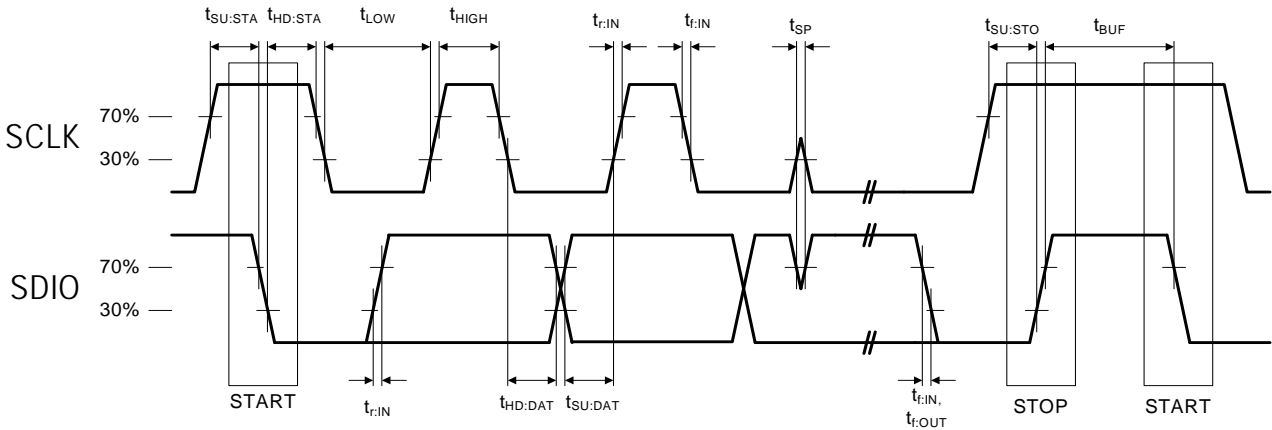 tSU:STA tHD:STA tLOW tHIGH tr:IN tf:IN tSP tSU:STO tBUF
SCLK
70%
30%
SDIO
70%
30%
START
tr:IN
tHD:DAT tSU:DAT
tf:IN,
tf:OUT
STOP
START